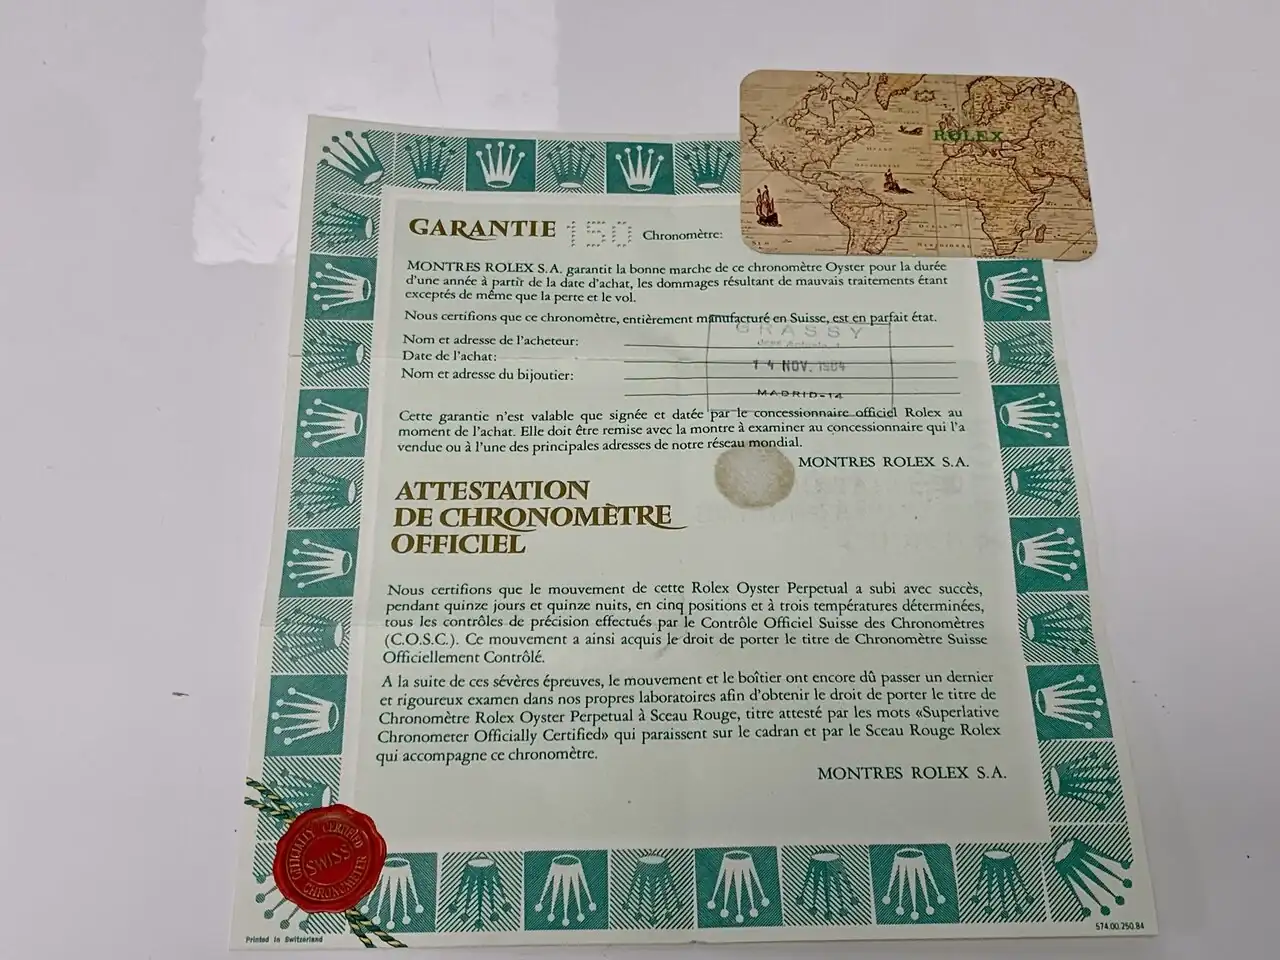 ROLEX
GARANTIE 150 Chronomètre:
MONTRES ROLEX S.A. garantit la bonne marche de ce chronomètre Oyster pour la durée
d'une année à partir de la date d'achat, les dommages résultant de mauvais traitements étant
exceptés de même que la perte et le vol.
Nous certifions que ce chronomètre, entièrement manufacturé en Suisse, est en parfait état.
GRASSY
Nom et adresse de l'acheteur:
Date de l'achat:
14 NOV. 1984
Nom et adresse du bijoutier:
MADRID-14
Cette garantie n'est valable que signée et datée par le concessionnaire officiel Rolex au
moment de l'achat. Elle doit être remise avec la montre à examiner au concessionnaire qui l'a
vendue ou à l'une des principales adresses de notre réseau mondial.
MONTRES ROLEX S.A.
ATTESTATION
DE CHRONOMÈTRE
OFFICIEL
Nous certifions que le mouvement de cette Rolex Oyster Perpetual a subi avec succès,
pendant quinze jours et quinze nuits, en cinq positions et à trois températures déterminées,
tous les contrôles de précision effectués par le Contrôle Officiel Suisse des Chronomètres
(C.O.S.C.). Ce mouvement a ainsi acquis le droit de porter le titre de Chronomètre Suisse
Officiellement Contrôlé.
A la suite de ces sévères épreuves, le mouvement et le boîtier ont encore dû passer un dernier
et rigoureux examen dans nos propres laboratoires afin d'obtenir le droit de porter le titre de
Chronomètre Rolex Oyster Perpetual à Sceau Rouge, titre attesté par les mots «Superlative
Chronometer Officially Certified» qui paraissent sur le cadran et par le Sceau Rouge Rolex
qui accompagne ce chronomètre.
MONTRES ROLEX S.A.
OFFICIALLY CERTIFIED
SWISS
CHRONOMETER
Printed in Switzerland
574.00.250.84